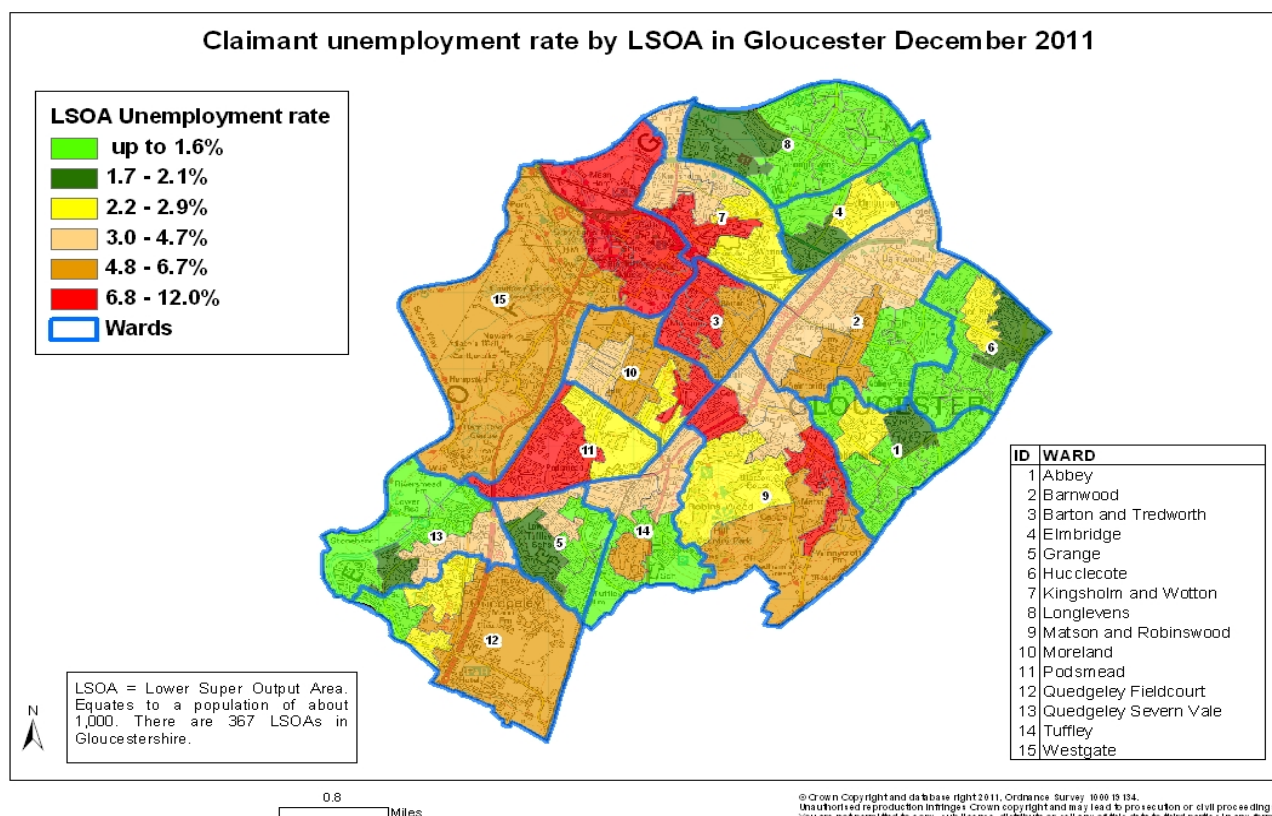 Claimant unemployment rate by LSOA in Gloucester December 2011
LSOA Unemployment rate
up to 1.6%
1.7 - 2.1%
2.2 - 2.9%
3.0 - 4.7%
4.8 - 6.7%
6.8 - 12.0%
Wards
8
7
4
15
3
2
6
10
11
1
9
GLOUCESTER
13
5
14
12
ID WARD
1 Abbey
2 Barnwood
3 Barton and Tredworth
4 Elmbridge
5 Grange
6 Hucclecote
7 Kingsholm and Wotton
8 Longlevens
9 Matson and Robinswood
10 Moreland
11 Podsmead
12 Quedgeley Fieldcourt
13 Quedgeley Severn Vale
14 Tuffley
15 Westgate
LSOA = Lower Super Output Area.
Equates to a population of about
1,000. There are 367 LSOAs in
Gloucestershire.
N
0.8
Miles
© Crown Copyright and database right 2011, Ordnance Survey 100019134.
Unauthorised reproduction infringes Crown copyright and may lead to prosecution or civil proceeding